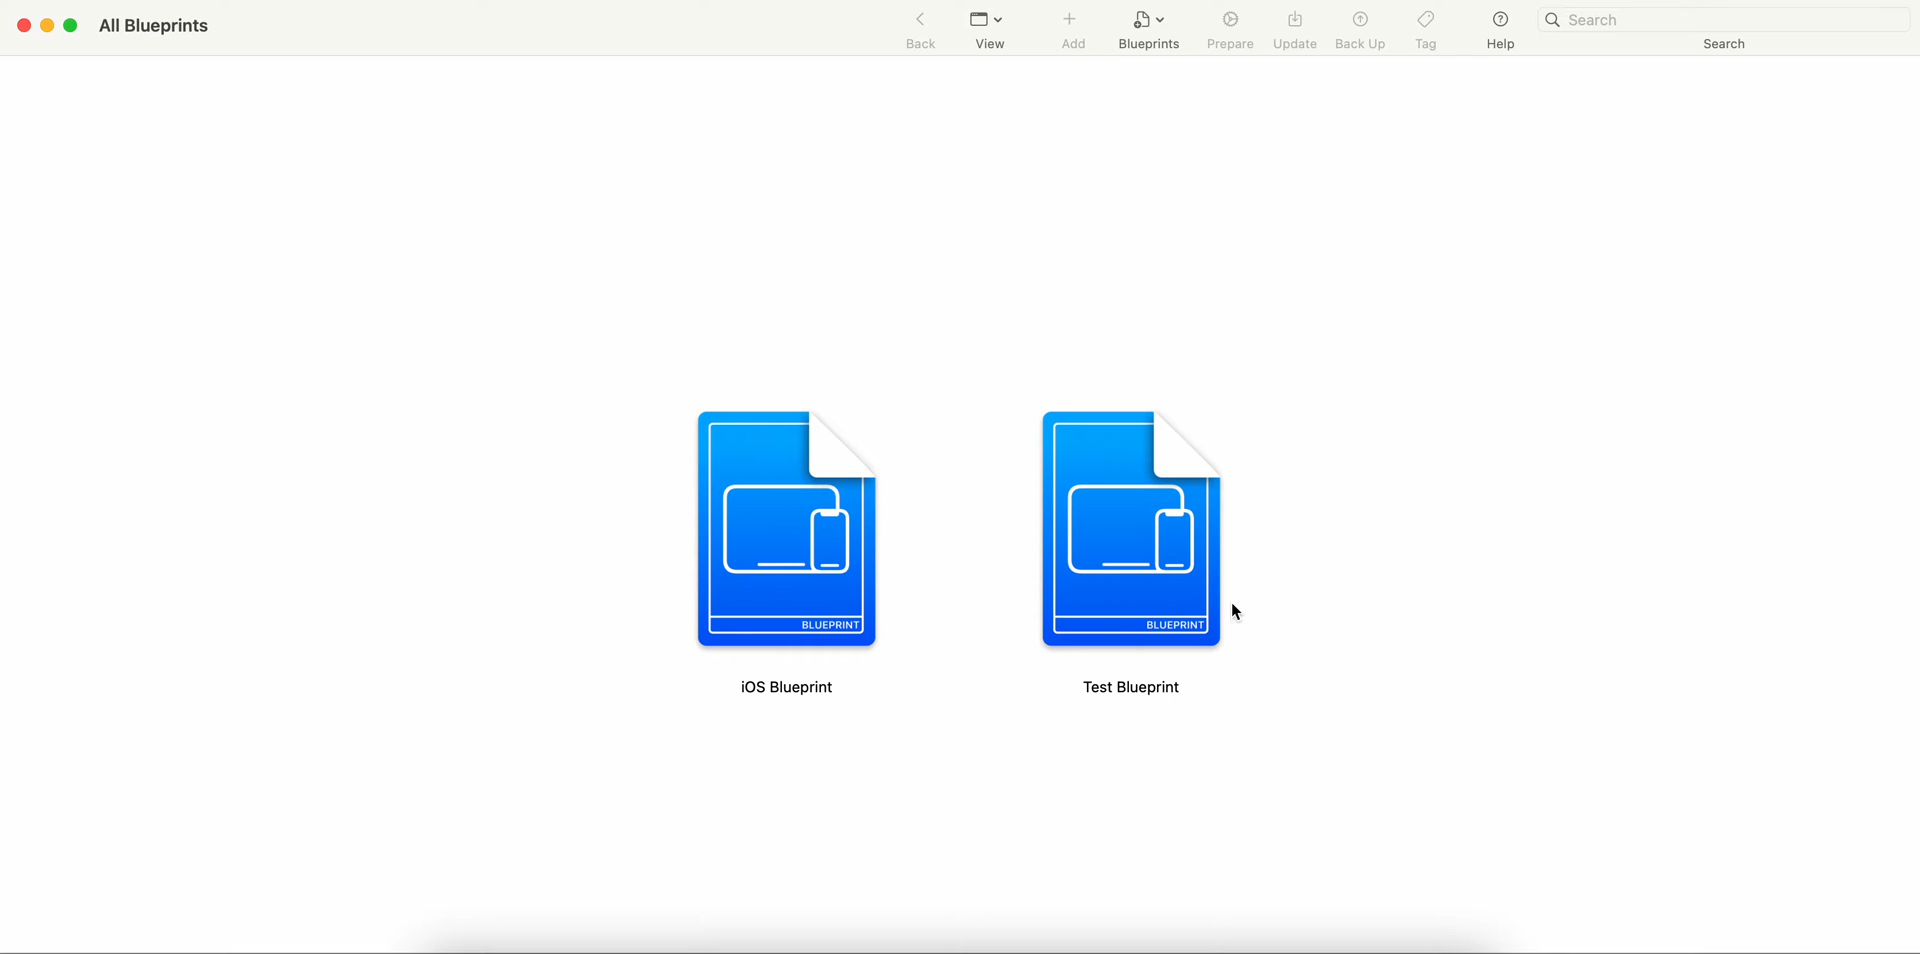 All Blueprints
Back
View
Add
Blueprints
Prepare
Update
Back Up
Tag
Help
Search
Search
BLUEPRINT
BLUEPRINT
iOS Blueprint
Test Blueprint